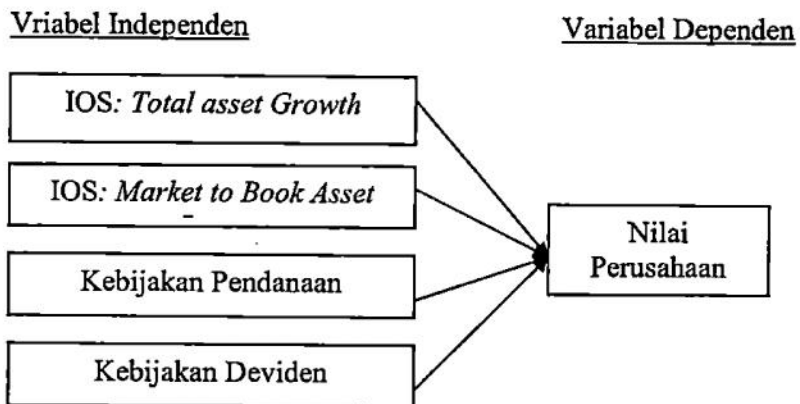 Vriabel Independen
Variabel Dependen
IOS: Total asset Growth
IOS: Market to Book Asset
Kebijakan Pendanaan
Kebijakan Deviden
Nilai
Perusahaan